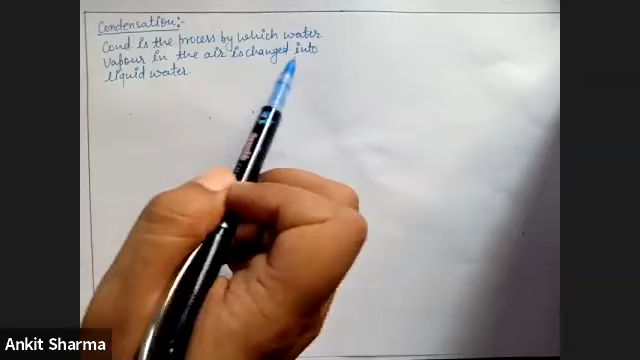 Condensation:-
Cond is the process by which water
vapour in the air is changed into
liquid water
Ankit Sharma